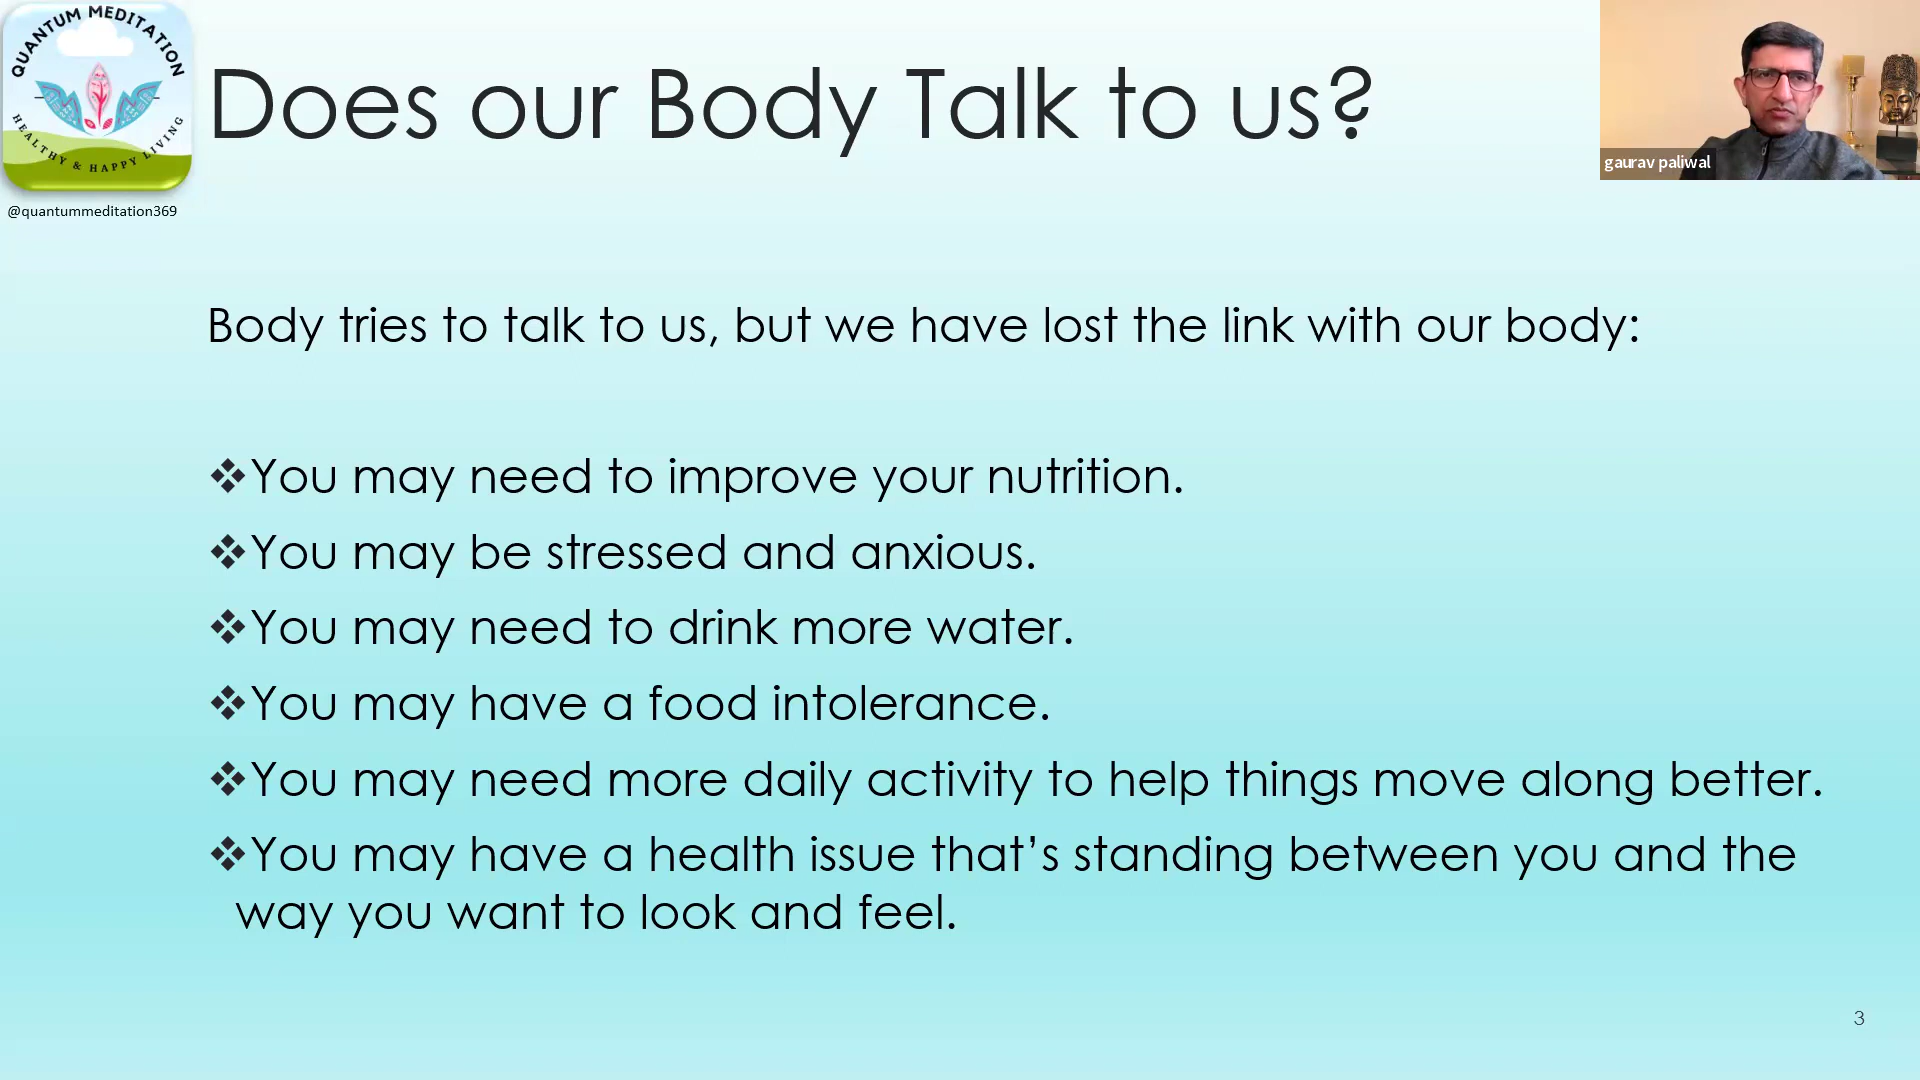 QUANTUM MEDITATION
HEALTHY & HAPPY LIVING
@quantummeditation369
Does our Body Talk to us?
gaurav paliwal
Body tries to talk to us, but we have lost the link with our body:
❖You may need to improve your nutrition.
❖You may be stressed and anxious.
❖You may need to drink more water.
❖You may have a food intolerance.
❖You may need more daily activity to help things move along better.
❖You may have a health issue that’s standing between you and the
way you want to look and feel.
3